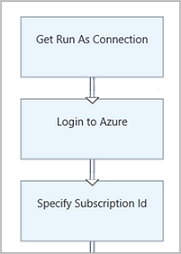 Get Run As Connection
Login to Azure
Specify Subscription Id